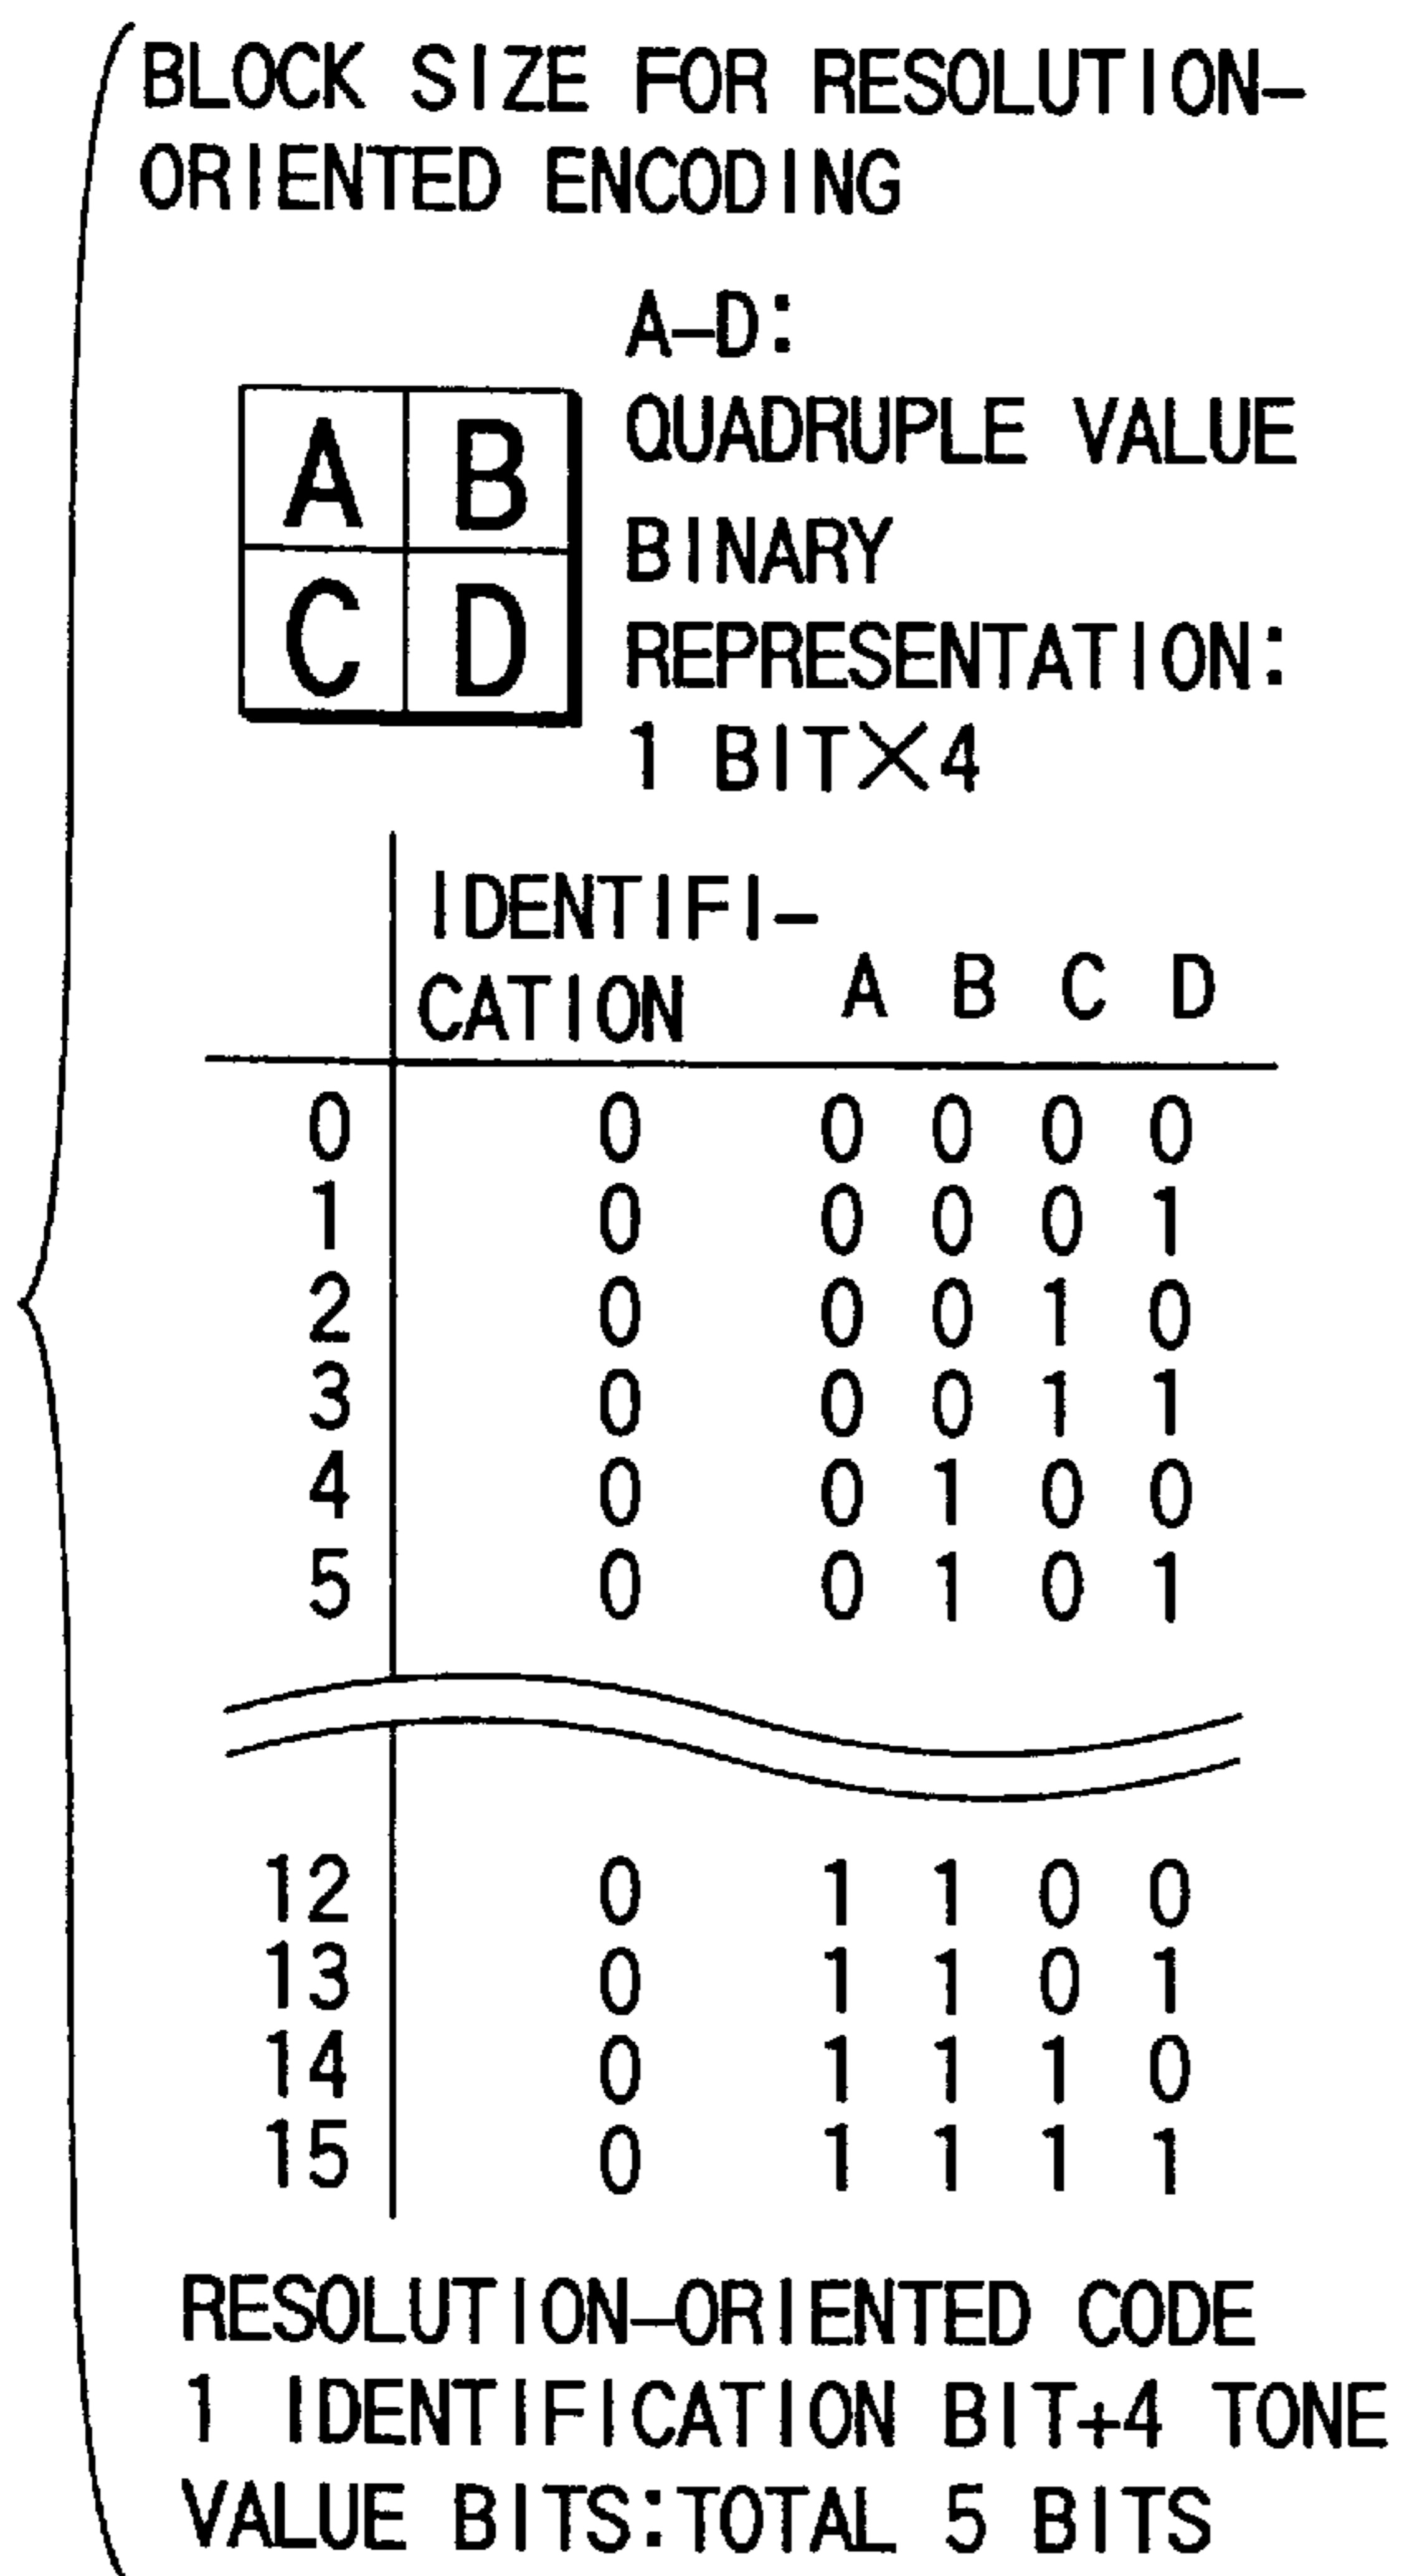 BLOCK SIZE FOR RESOLUTION-
ORIENTED ENCODING
A-D:
QUADRUPLE VALUE
A B
BINARY
C D
REPRESENTATION:
1 BIT×4
IDENTIFI-
CATION A B C D
0 0 0 0 0 0
1 0 0 0 0 1
2 0 0 0 1 0
3 0 0 0 1 1
4 0 0 1 0 0
5 0 0 1 0 1
12 0 1 1 0 0
13 0 1 1 0 1
14 0 1 1 1 0
15 0 1 1 1 1
RESOLUTION-ORIENTED CODE
1 IDENTIFICATION BIT+4 TONE
VALUE BITS:TOTAL 5 BITS